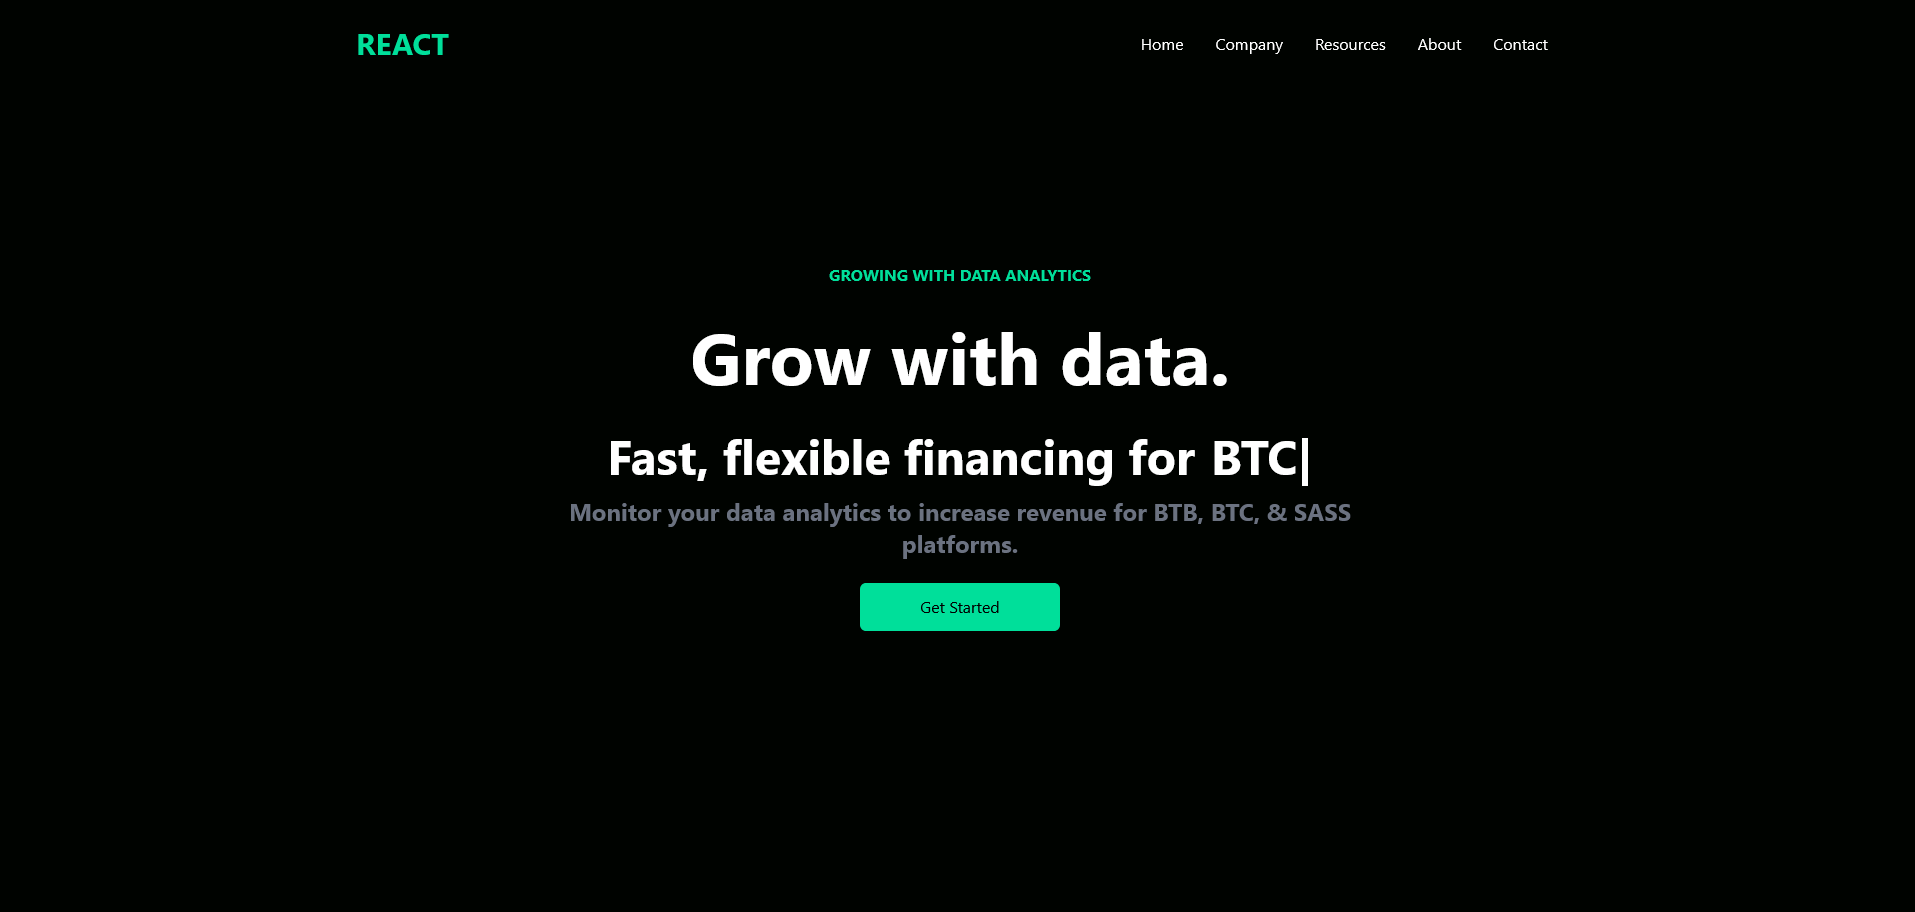 REACT
Home Company Resources About Contact
GROWING WITH DATA ANALYTICS
Grow with data.
Fast, flexible financing for BTC|
Monitor your data analytics to increase revenue for BTB, BTC, & SASS
platforms.
Get Started